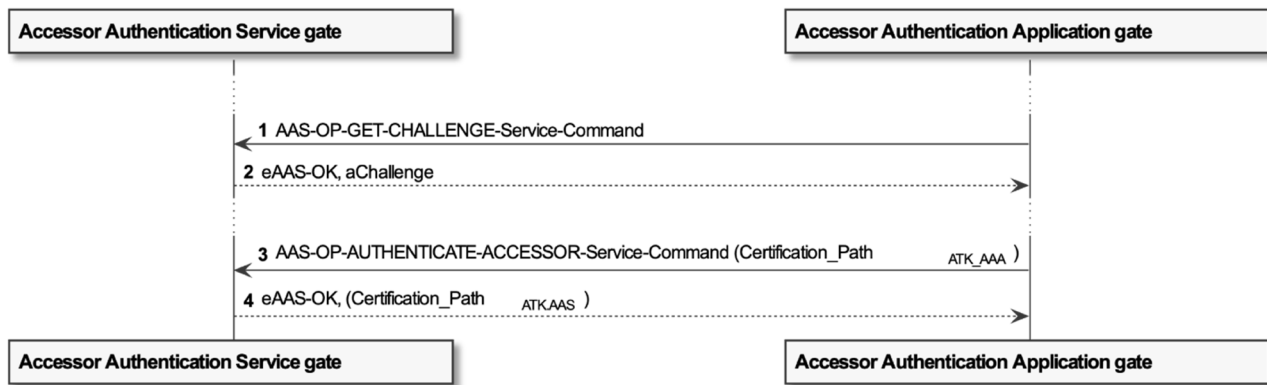 Accessor Authentication Service gate
Accessor Authentication Application gate
1 AAS-OP-GET-CHALLENGE-Service-Command
2 eAAS-OK, aChallenge
3 AAS-OP-AUTHENTICATE-ACCESSOR-Service-Command (Certification_Path ATK_AAA )
4 eAAS-OK, (Certification_Path ATK.AAS )
Accessor Authentication Service gate
Accessor Authentication Application gate